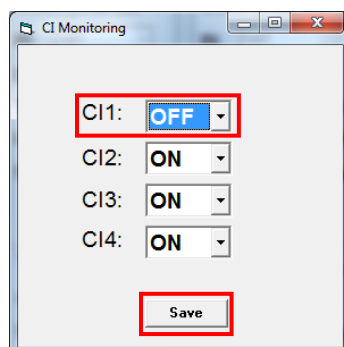 CI Monitoring
CI1: OFF
CI2: ON
CI3: ON
CI4: ON
Save